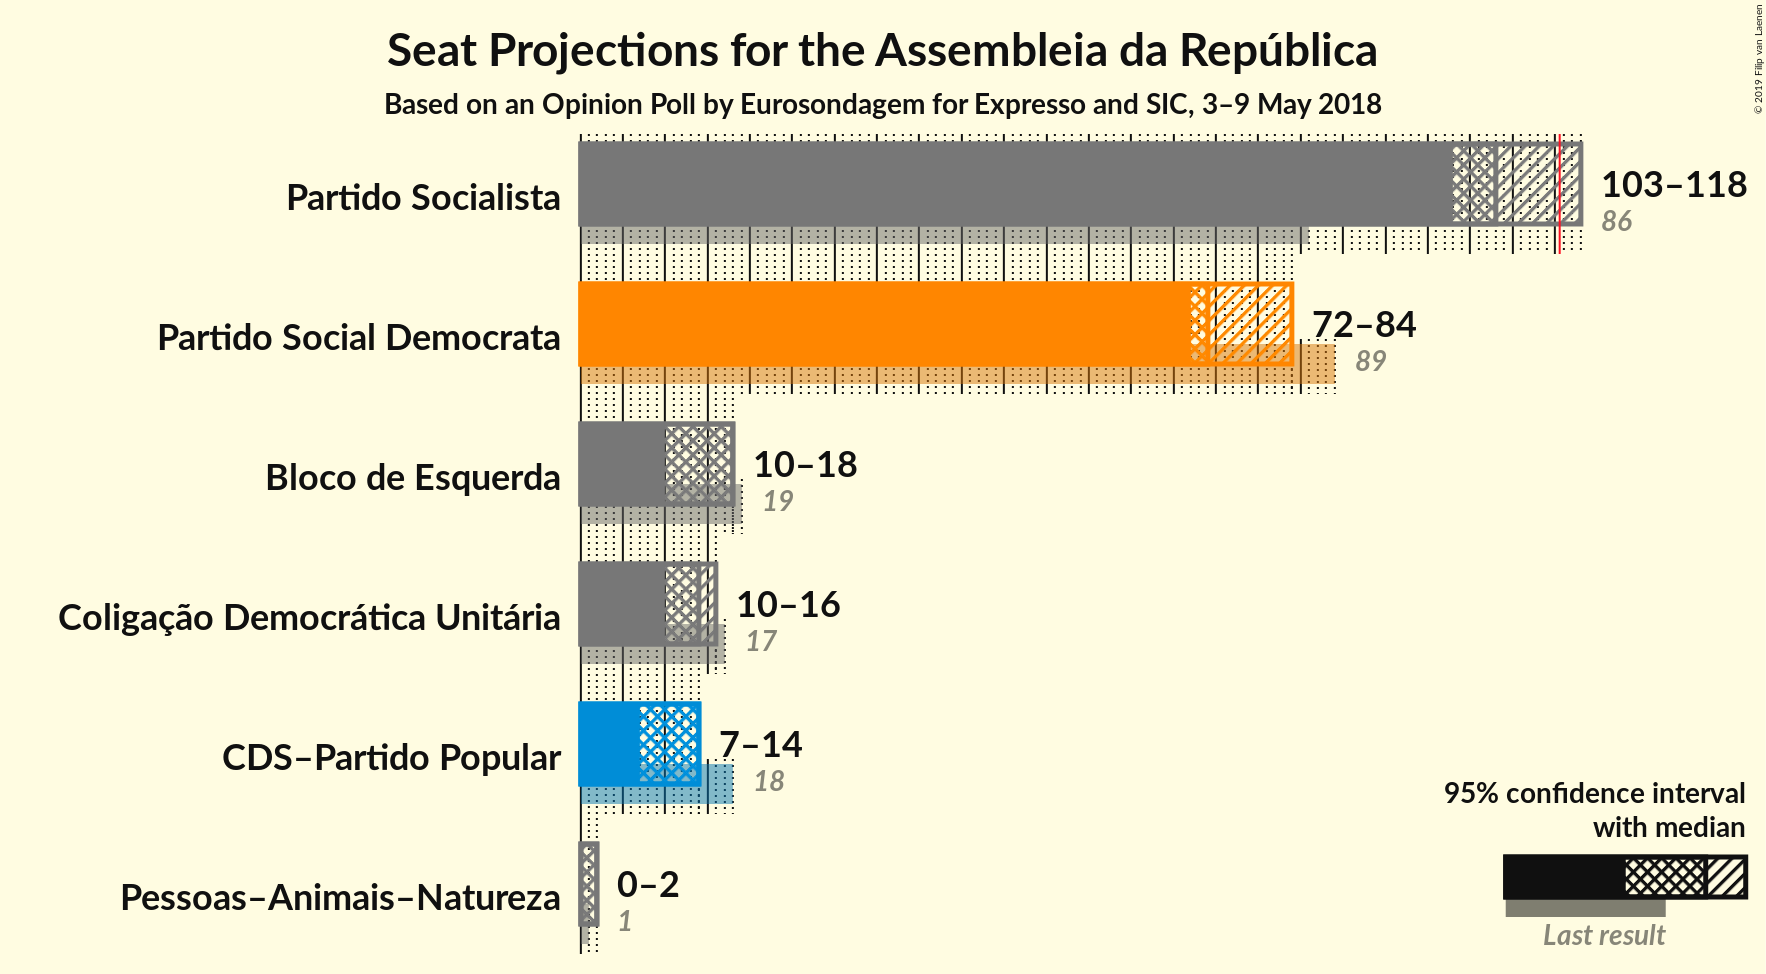 Seat Projections for the Assembleia da República
Based on an Opinion Poll by Eurosondagem for Expresso and SIC, 3–9 May 2018
© 2019 Filip van Laenen
Partido Socialista
103–118
86
Partido Social Democrata
72–84
89
Bloco de Esquerda
10–18
19
Coligação Democrática Unitária
10–16
17
CDS–Partido Popular
7–14
18
Pessoas–Animais–Natureza
0–2
1
95% confidence interval
with median
Last result